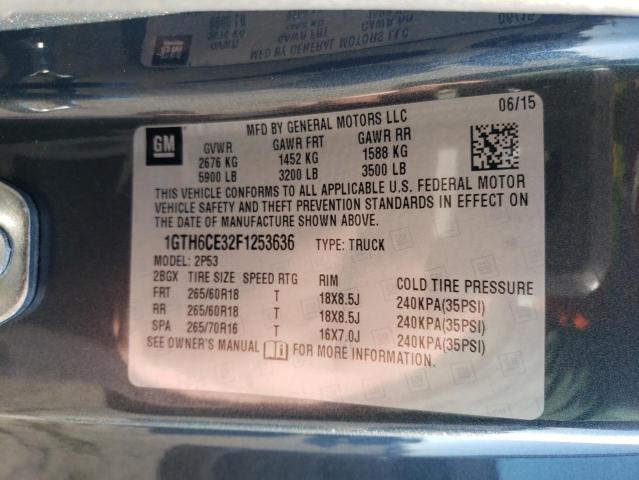 06/15
GM
MFD BY GENERAL MOTORS LLC
GVWR GAWR FRT GAWR RR
2676 KG 1452 KG 1588 KG
5900 LB 3200 LB 3500 LB
THIS VEHICLE CONFORMS TO ALL APPLICABLE U.S. FEDERAL MOTOR
VEHICLE SAFETY AND THEFT PREVENTION STANDARDS IN EFFECT ON
THE DATE OF MANUFACTURE SHOWN ABOVE.
1GTH6CE32F1253636 TYPE: TRUCK
MODEL: 2P53
2BGX TIRE SIZE SPEED RTG RIM COLD TIRE PRESSURE
FRT 265/60R18 T 18X8.5J 240KPA(35PSI)
RR 265/60R18 T 18X8.5J 240KPA(35PSI)
SPA 265/70R16 T 16X7.0J 240KPA(35PSI)
SEE OWNER'S MANUAL FOR MORE INFORMATION.